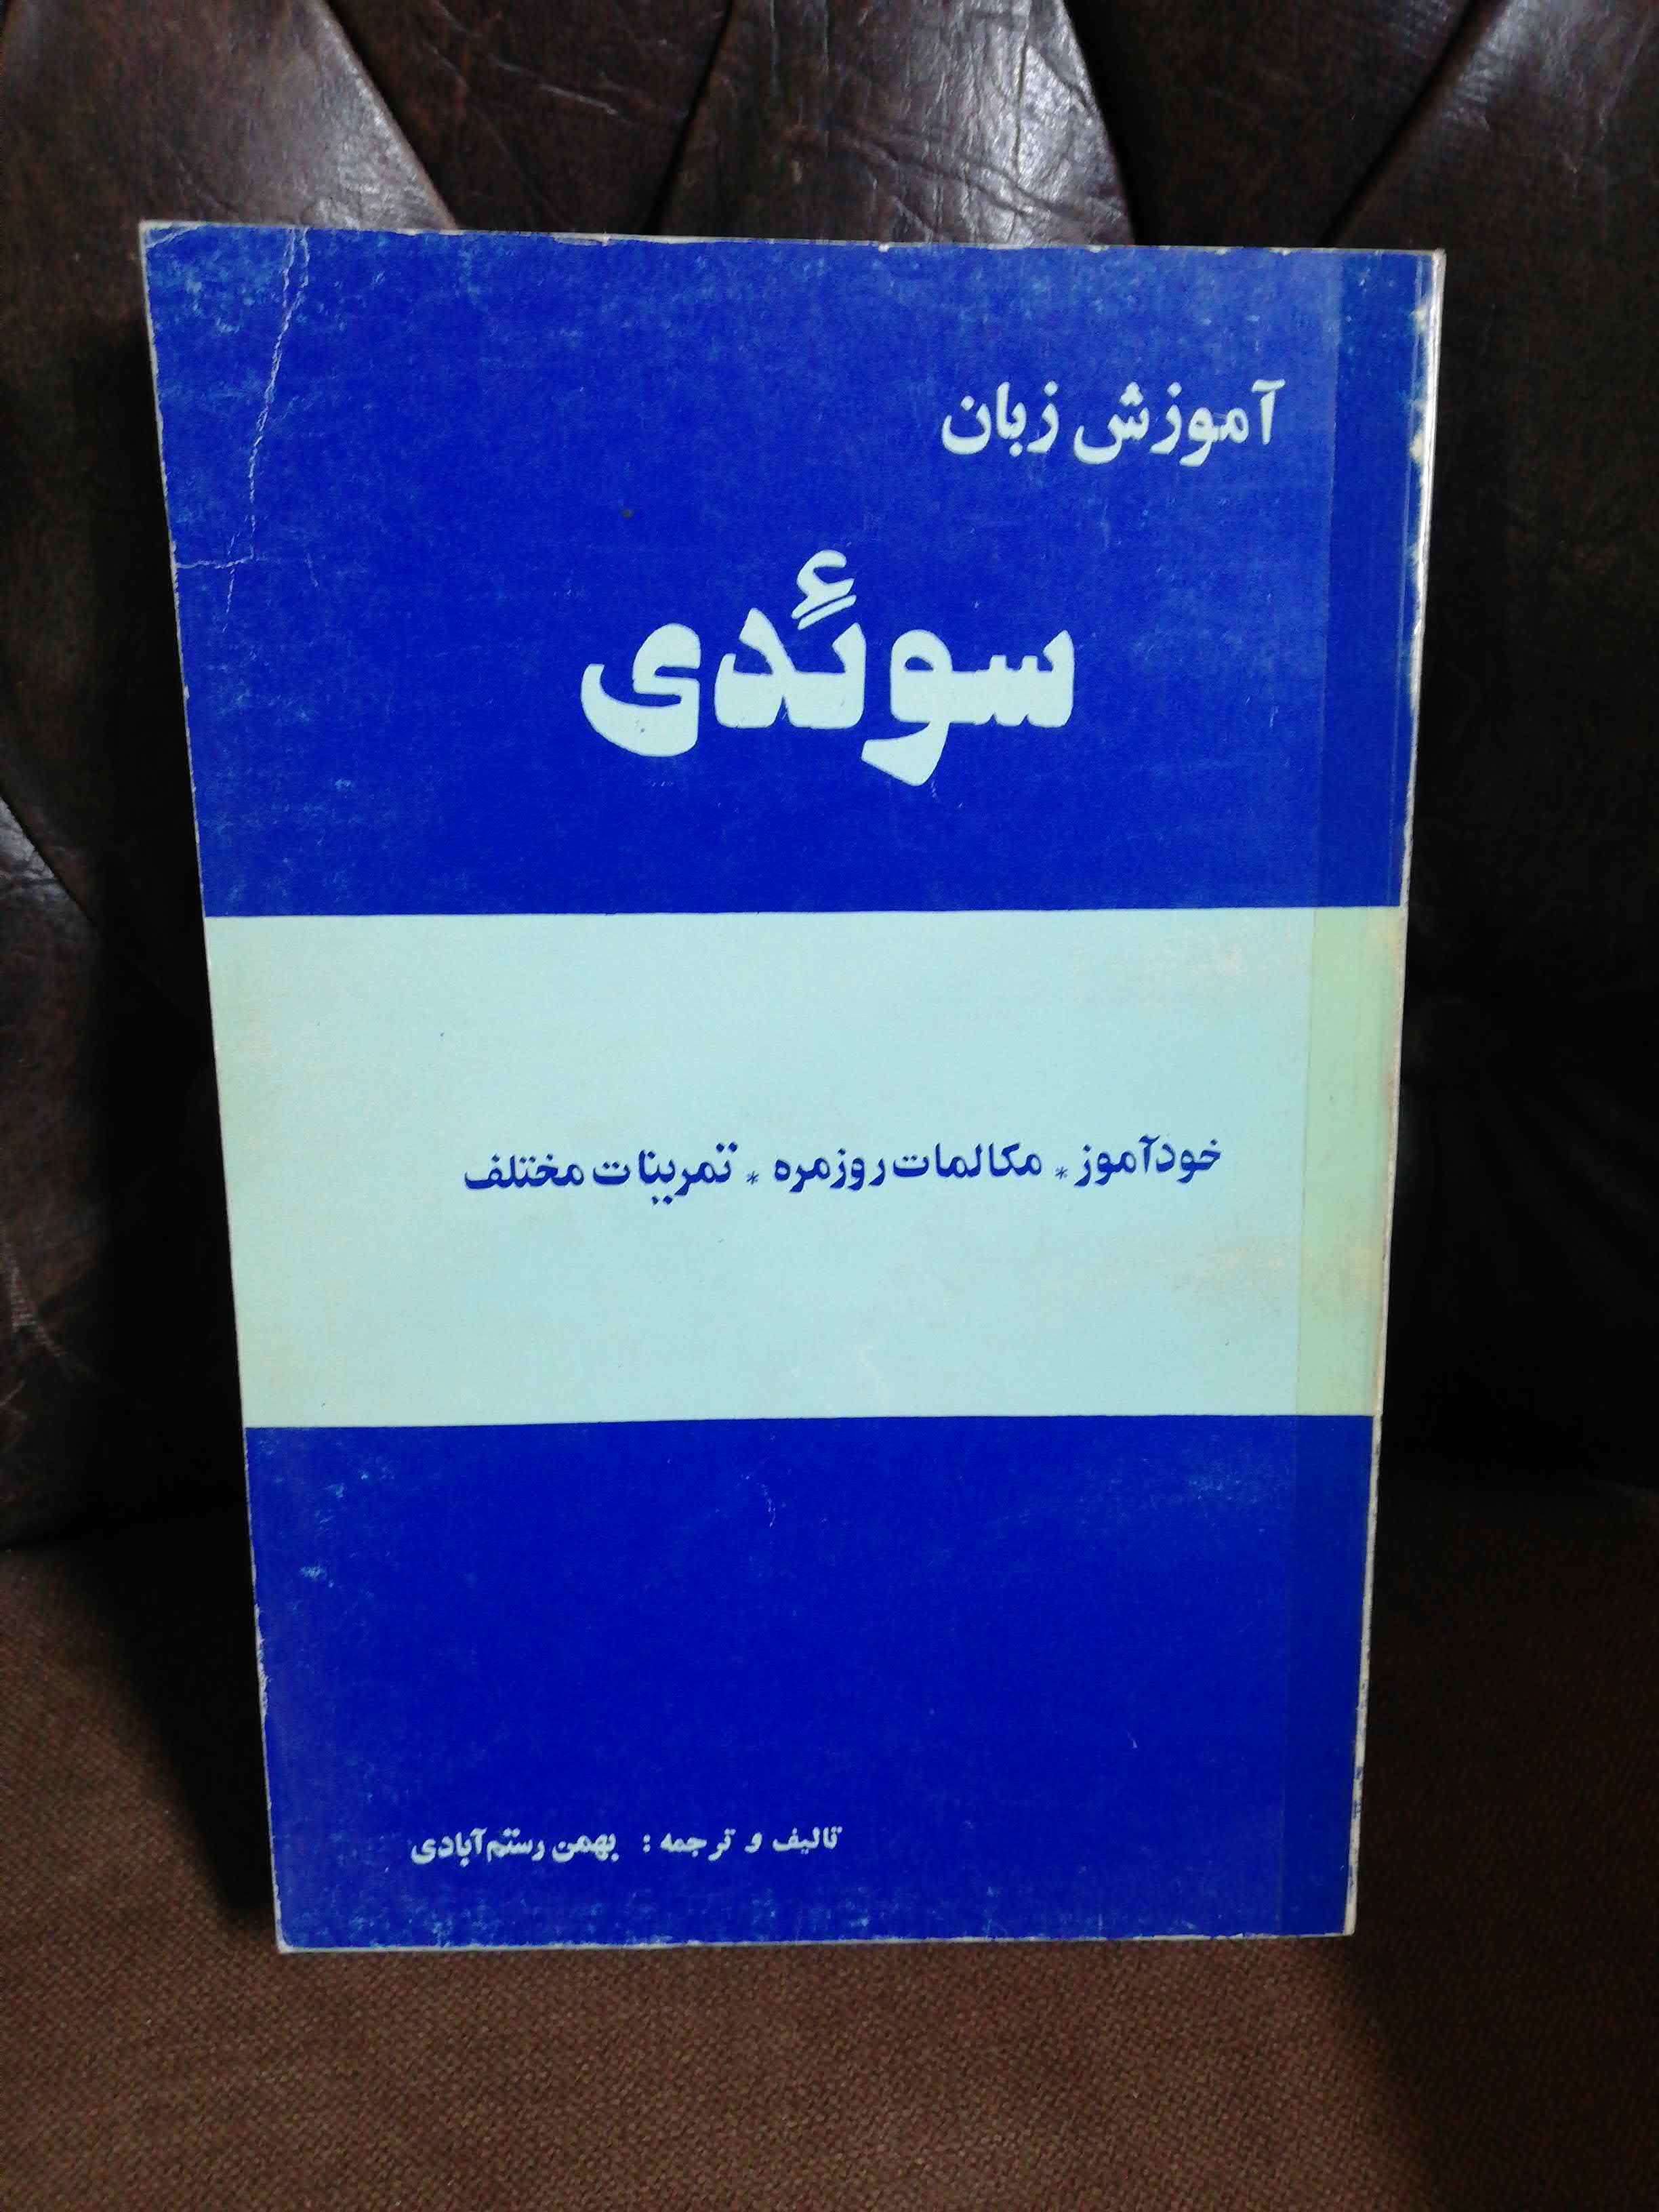 آموزش زبان
سوئدی
خودآموز * مکالمات روزمره * تمرینات مختلف
تالیف و ترجمه : بهمن رستم‌آبادی